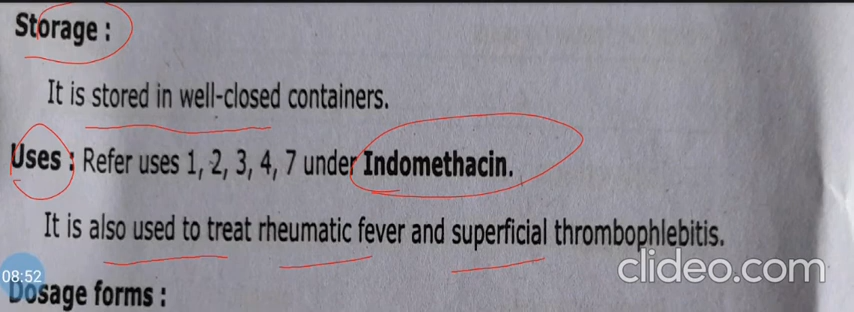 Storage :
It is stored in well-closed containers.
Uses : Refer uses 1, 2, 3, 4, 7 under Indomethacin.
It is also used to treat rheumatic fever and superficial thrombophlebitis.
clideo.com
08:52
Dosage forms :